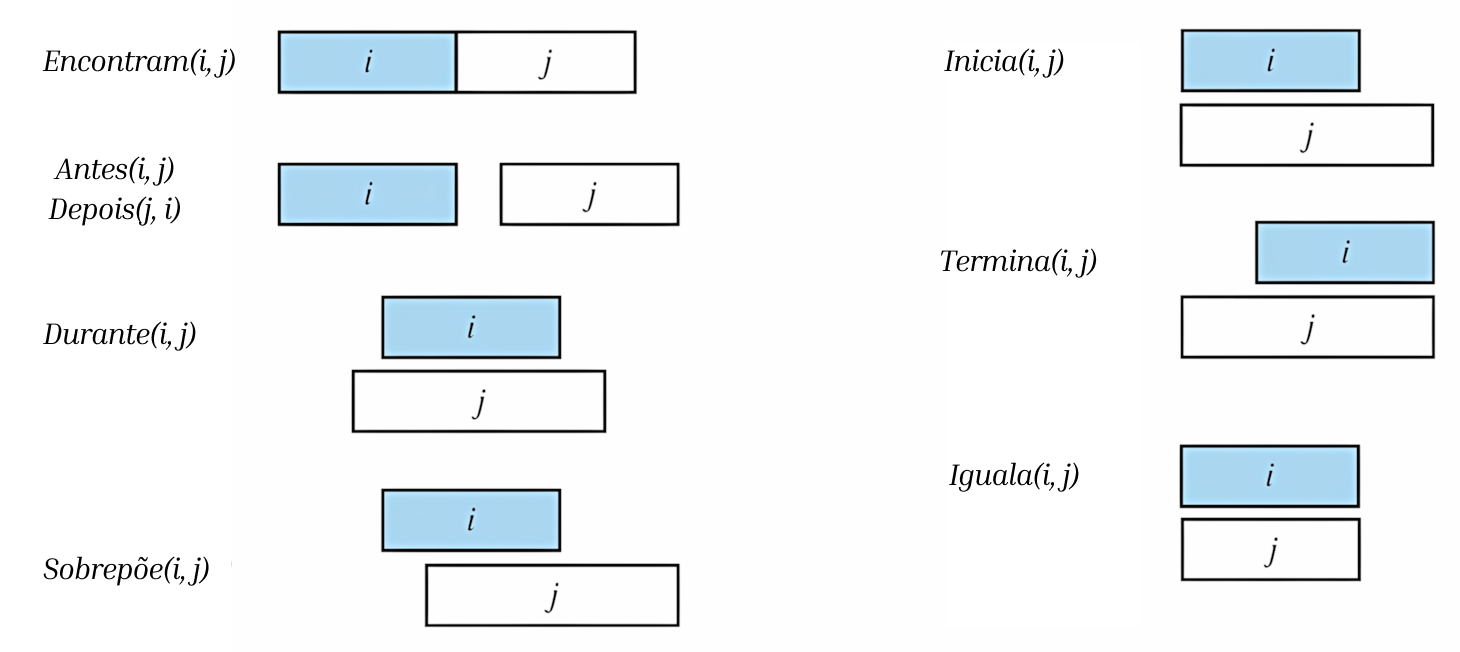 Encontram(i, j)
i
j
Antes(i, j)
Depois(j, i)
i
j
Durante(i, j)
i
j
Sobrepõe(i, j)
i
j
Inicia(i, j)
i
j
Termina(i, j)
i
j
Iguala(i, j)
i
j